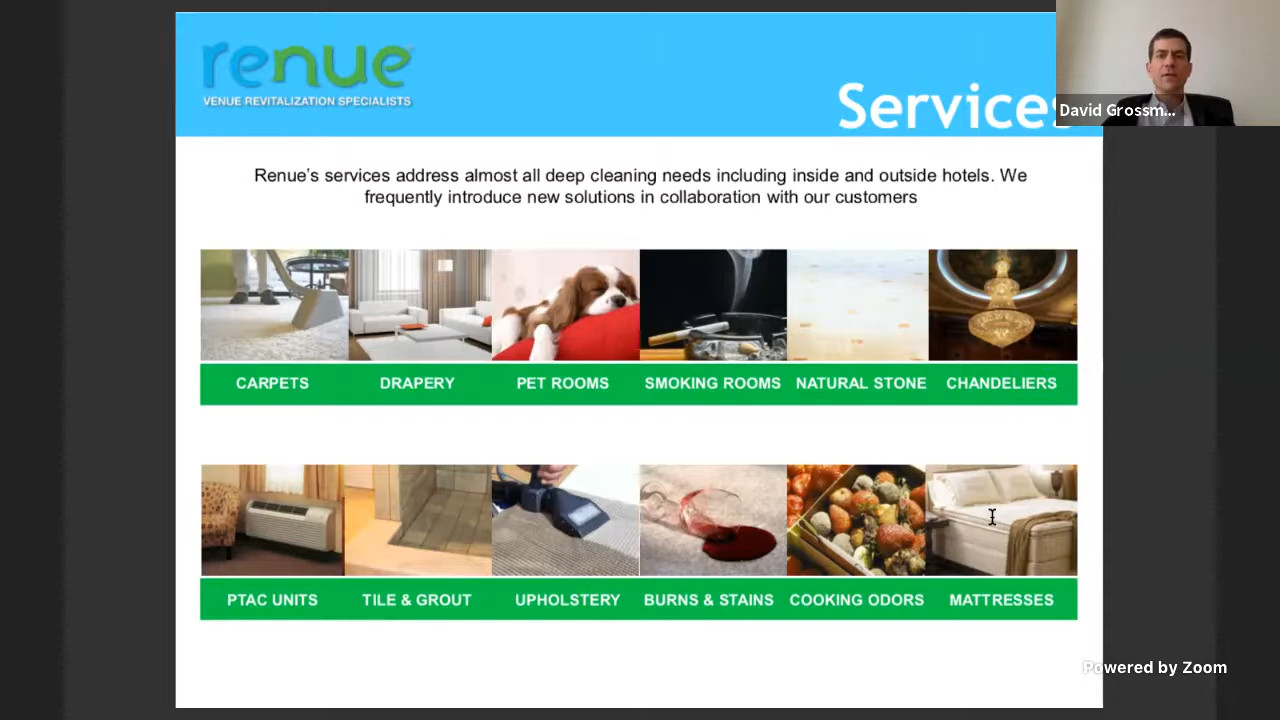 renue
VENUE REVITALIZATION SPECIALISTS
Services
David Grossm...
Renue's services address almost all deep cleaning needs including inside and outside hotels. We
frequently introduce new solutions in collaboration with our customers
CARPETS DRAPERY PET ROOMS SMOKING ROOMS NATURAL STONE CHANDELIERS
PTAC UNITS TILE & GROUT UPHOLSTERY BURNS & STAINS COOKING ODORS MATTRESSES
Powered by Zoom